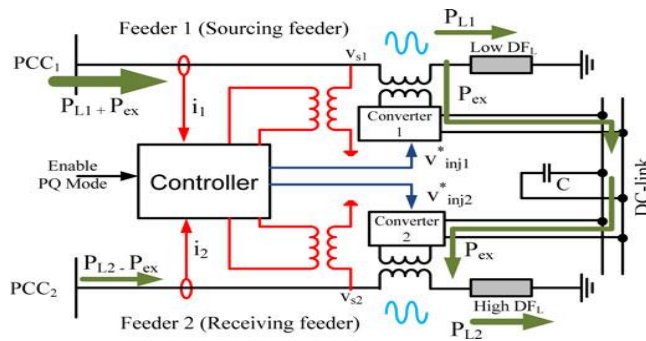 Feeder 1 (Sourcing feeder)
PL1
vs1
Low DFL
PCC1
PL1 + Pex
i1
Pex
Converter
1
Enable
PQ Mode
Controller
v*inj1
v*inj2
C
DC-link
Converter
2
i2
Pex
PL2 - Pex
PCC2
vs2
High DFL
Feeder 2 (Receiving feeder)
PL2